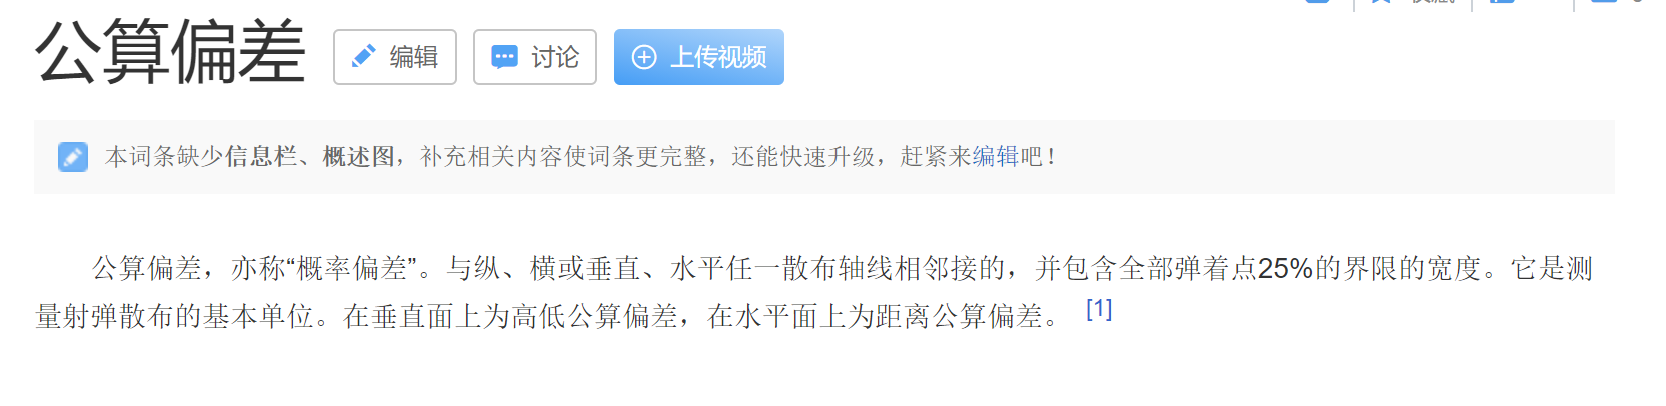 公算偏差 编辑 讨论 上传视频
本词条缺少信息栏、概述图，补充相关内容使词条更完整，还能快速升级，赶紧来编辑吧！
公算偏差，亦称“概率偏差”。与纵、横或垂直、水平任一散布轴线相邻接的，并包含全部弹着点25%的界限的宽度。它是测
量射弹散布的基本单位。在垂直面上为高低公算偏差，在水平面上为距离公算偏差。 [1]